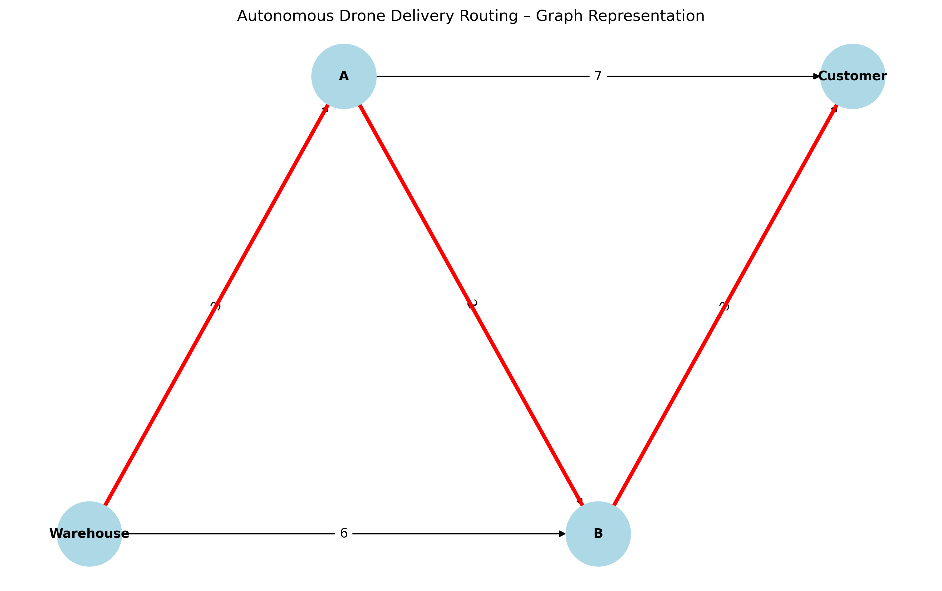 Autonomous Drone Delivery Routing – Graph Representation
A
7
Customer
Warehouse
6
B